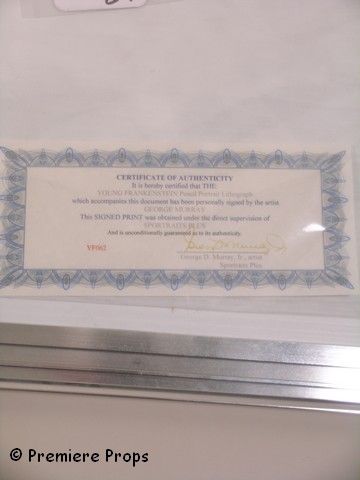 CERTIFICATE OF AUTHENTICITY
It is hereby certified that THE
YOUNG FRANKENSTEIN Pencil Portrait Lithograph
which accompanies this document has been personally signed by the artist
GEORGE MURRAY
This SIGNED PRINT was obtained under the direct supervision of
SPORTRAITS PLUS
And is unconditionally guaranteed as to its authenticity.
VF062
George D. Murray, Jr., artist
Sportraits Plus
© Premiere Props